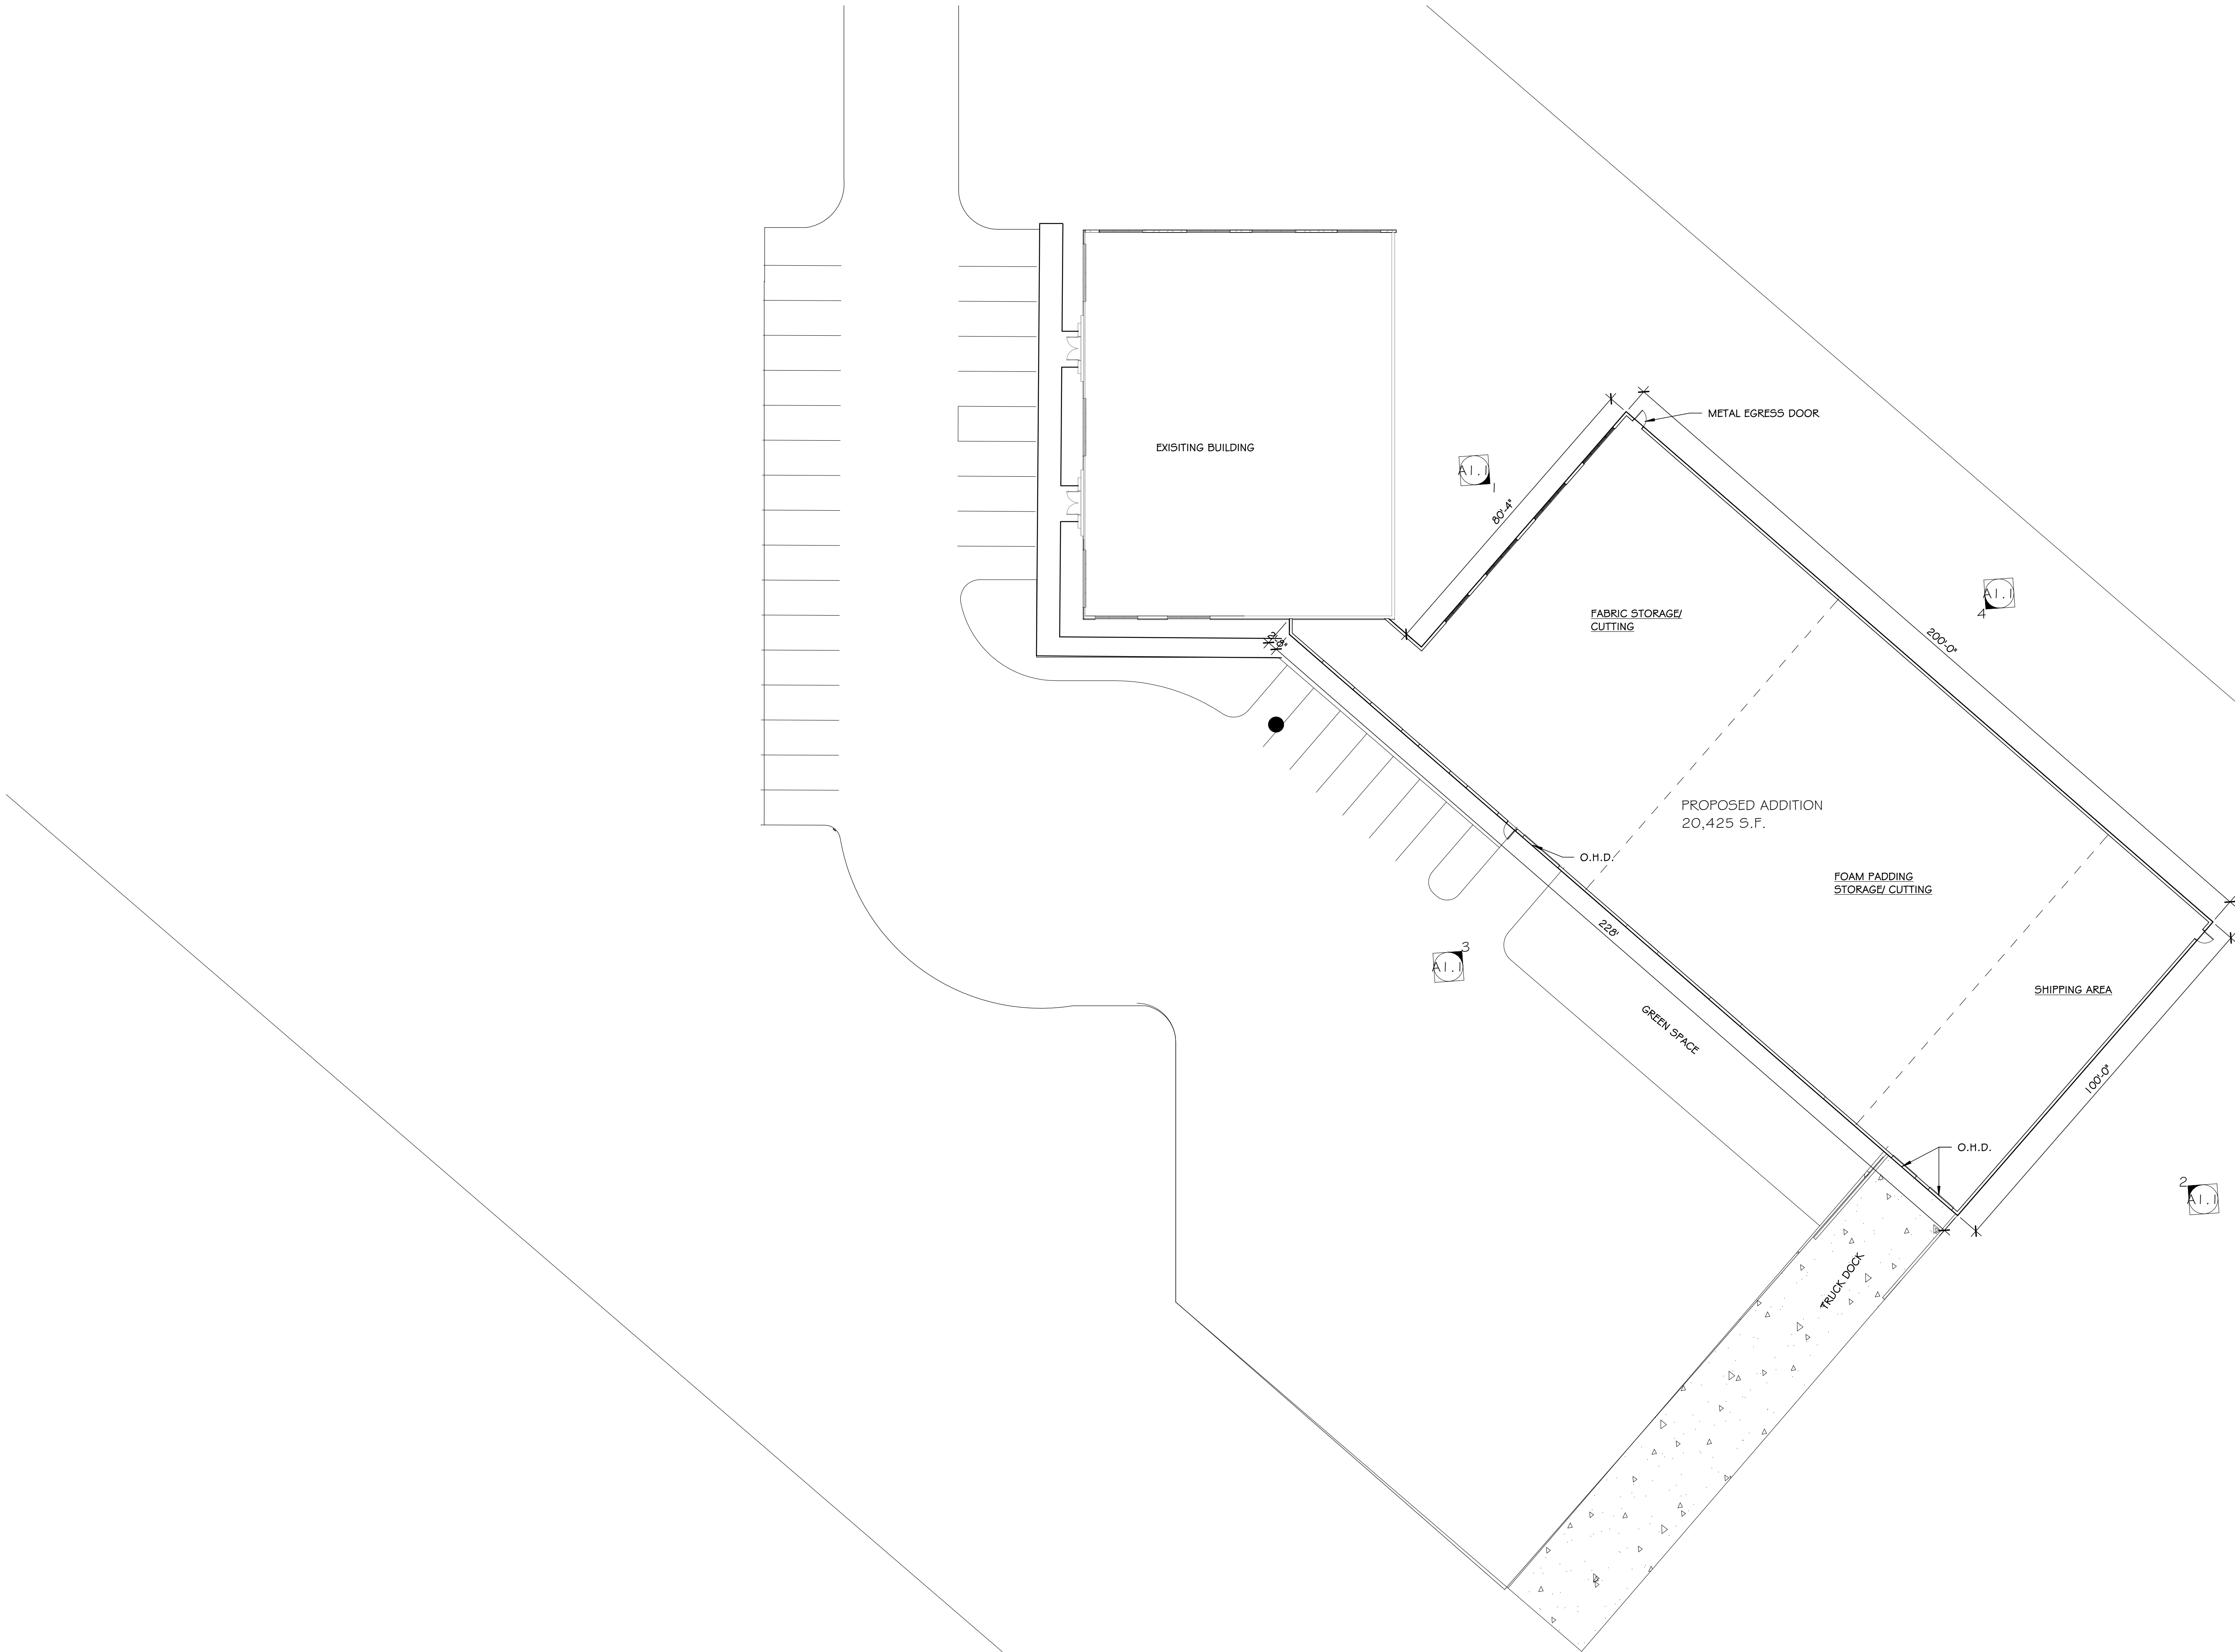 METAL EGRESS DOOR
EXISITING BUILDING
A1.1
1
80'-4"
A1.1
4
FABRIC STORAGE/
CUTTING
200'-0"
PROPOSED ADDITION
20,425 S.F.
O.H.D.
FOAM PADDING
STORAGE/ CUTTING
228'
3
A1.1
SHIPPING AREA
GREEN SPACE
100'-0"
O.H.D.
2
A1.1
TRUCK DOCK